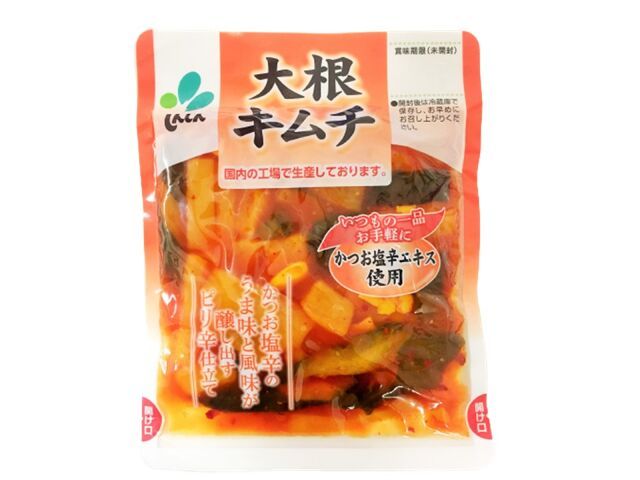 賞味期限(未開封)
大根
キムチ
しんしん
国内の工場で生産しております。
●開封後は冷蔵庫で
保存し、お早めに
お召し上がりくだ
さい。
いつもの一品
お手軽に
かつお塩辛エキス
使用
かつお塩辛の
うま味と風味が
醸し出す
ピリ辛仕立て
開け口
開け口